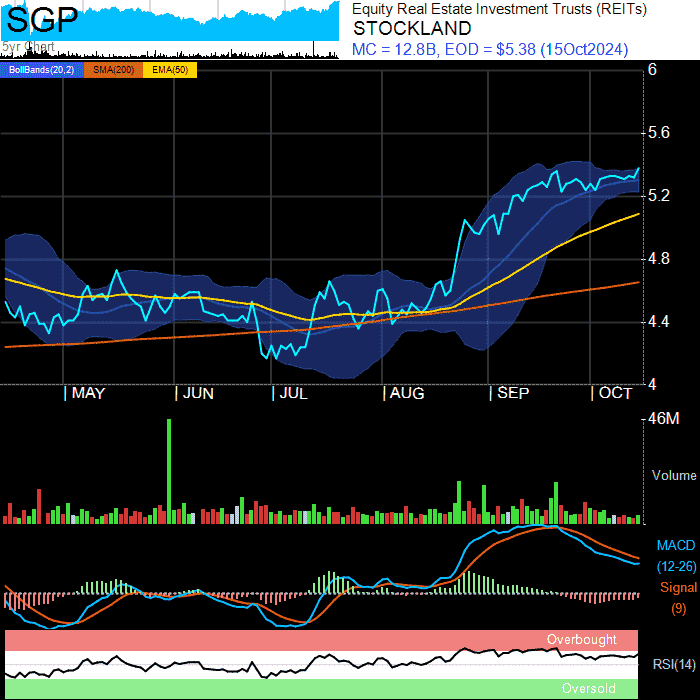 SGP
5yr Chart
Equity Real Estate Investment Trusts (REITs)
STOCKLAND
MC = 12.8B, EOD = $5.38 (15Oct2024)
BollBands(20,2) SMA(200) EMA(50)
6
5.6
5.2
4.8
4.4
4
MAY JUN JUL AUG SEP OCT
46M
Volume
MACD
(12-26)
Signal
(9)
Overbought
RSI(14)
Oversold